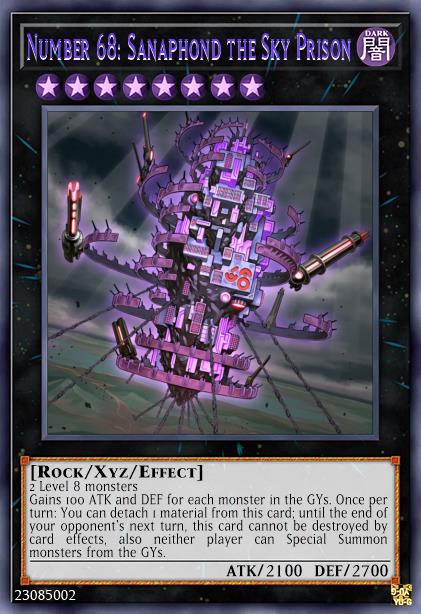 Number 68: Sanaphond the Sky Prison
DARK
闇
68
[Rock/Xyz/Effect]
2 Level 8 monsters
Gains 100 ATK and DEF for each monster in the GYs. Once per
turn: You can detach 1 material from this card; until the end of
your opponent's next turn, this card cannot be destroyed by
card effects, also neither player can Special Summon
monsters from the GYs.
ATK/2100 DEF/2700
23085002